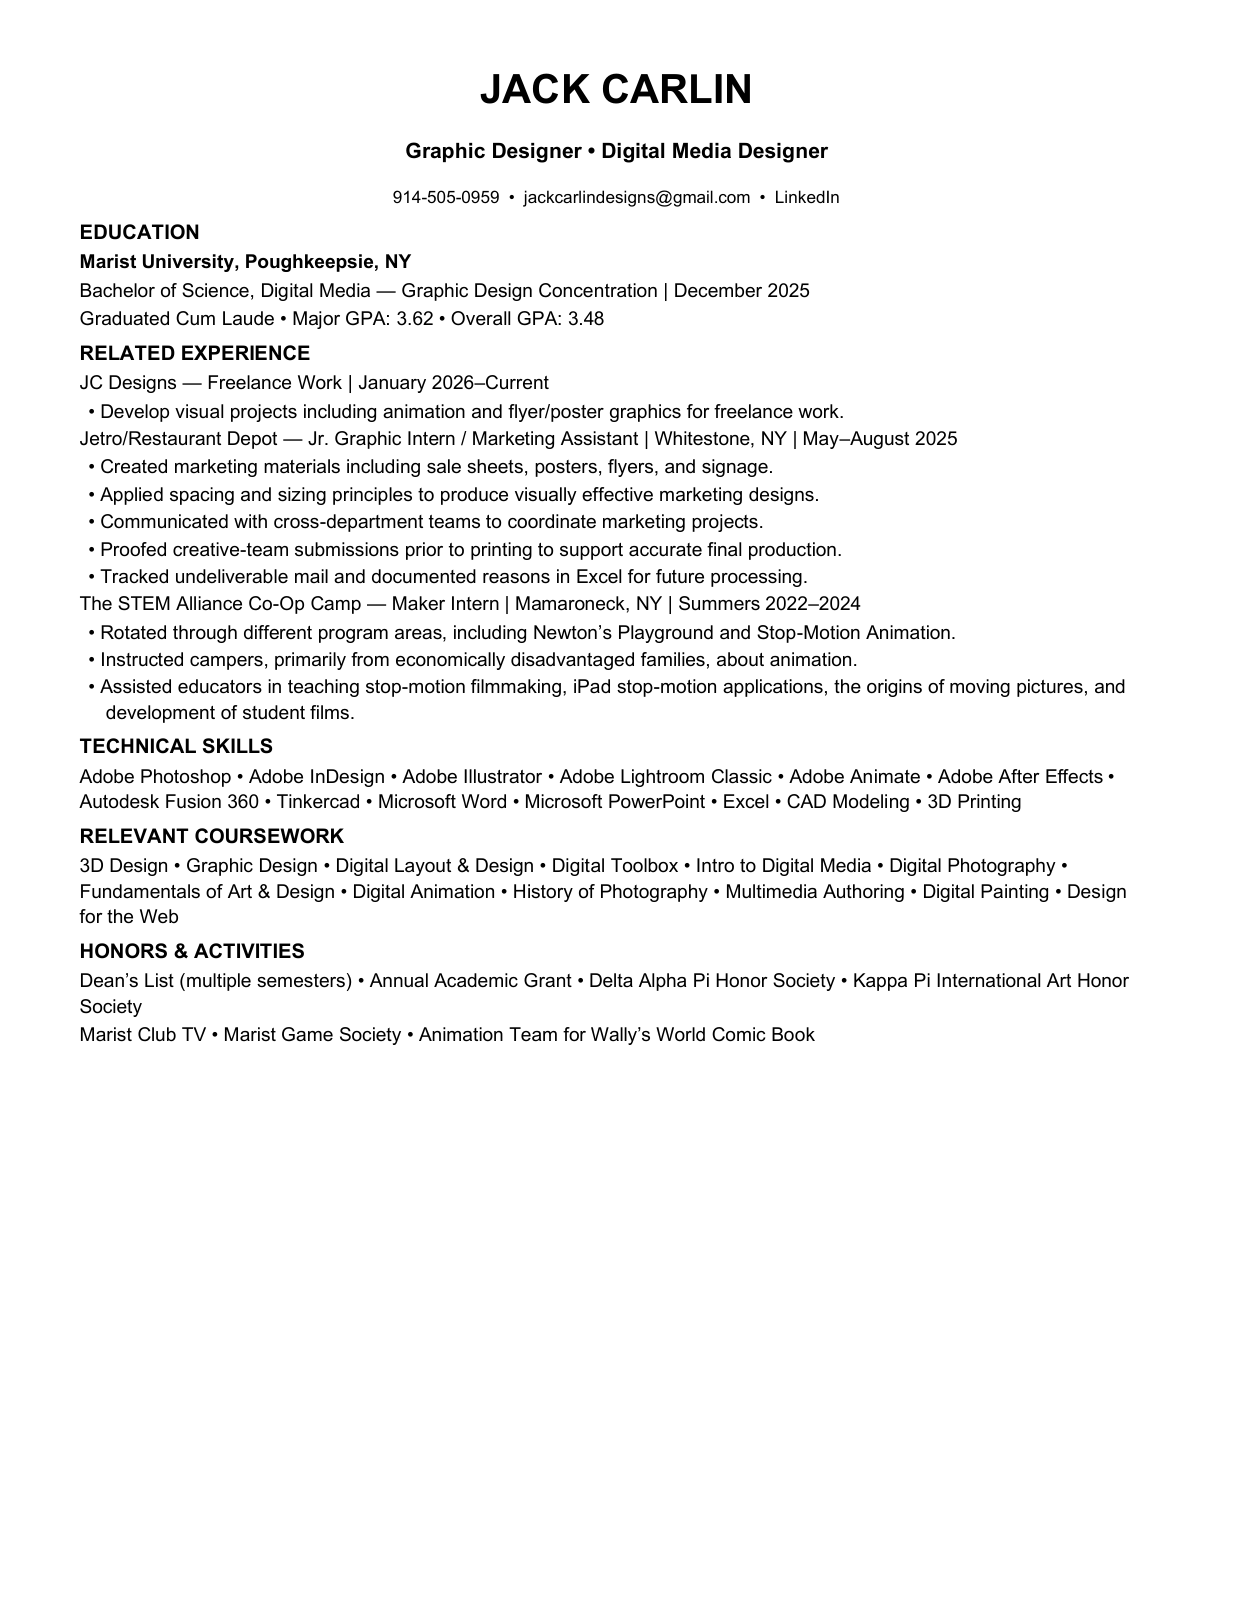 JACK CARLIN
Graphic Designer • Digital Media Designer
914-505-0959 • jackcarlindesigns@gmail.com • LinkedIn
EDUCATION
Marist University, Poughkeepsie, NY
Bachelor of Science, Digital Media — Graphic Design Concentration | December 2025
Graduated Cum Laude • Major GPA: 3.62 • Overall GPA: 3.48
RELATED EXPERIENCE
JC Designs — Freelance Work | January 2026–Current
• Develop visual projects including animation and flyer/poster graphics for freelance work.
Jetro/Restaurant Depot — Jr. Graphic Intern / Marketing Assistant | Whitestone, NY | May–August 2025
• Created marketing materials including sale sheets, posters, flyers, and signage.
• Applied spacing and sizing principles to produce visually effective marketing designs.
• Communicated with cross-department teams to coordinate marketing projects.
• Proofed creative-team submissions prior to printing to support accurate final production.
• Tracked undeliverable mail and documented reasons in Excel for future processing.
The STEM Alliance Co-Op Camp — Maker Intern | Mamaroneck, NY | Summers 2022–2024
• Rotated through different program areas, including Newton’s Playground and Stop-Motion Animation.
• Instructed campers, primarily from economically disadvantaged families, about animation.
• Assisted educators in teaching stop-motion filmmaking, iPad stop-motion applications, the origins of moving pictures, and
development of student films.
TECHNICAL SKILLS
Adobe Photoshop • Adobe InDesign • Adobe Illustrator • Adobe Lightroom Classic • Adobe Animate • Adobe After Effects •
Autodesk Fusion 360 • Tinkercad • Microsoft Word • Microsoft PowerPoint • Excel • CAD Modeling • 3D Printing
RELEVANT COURSEWORK
3D Design • Graphic Design • Digital Layout & Design • Digital Toolbox • Intro to Digital Media • Digital Photography •
Fundamentals of Art & Design • Digital Animation • History of Photography • Multimedia Authoring • Digital Painting • Design
for the Web
HONORS & ACTIVITIES
Dean’s List (multiple semesters) • Annual Academic Grant • Delta Alpha Pi Honor Society • Kappa Pi International Art Honor
Society
Marist Club TV • Marist Game Society • Animation Team for Wally’s World Comic Book